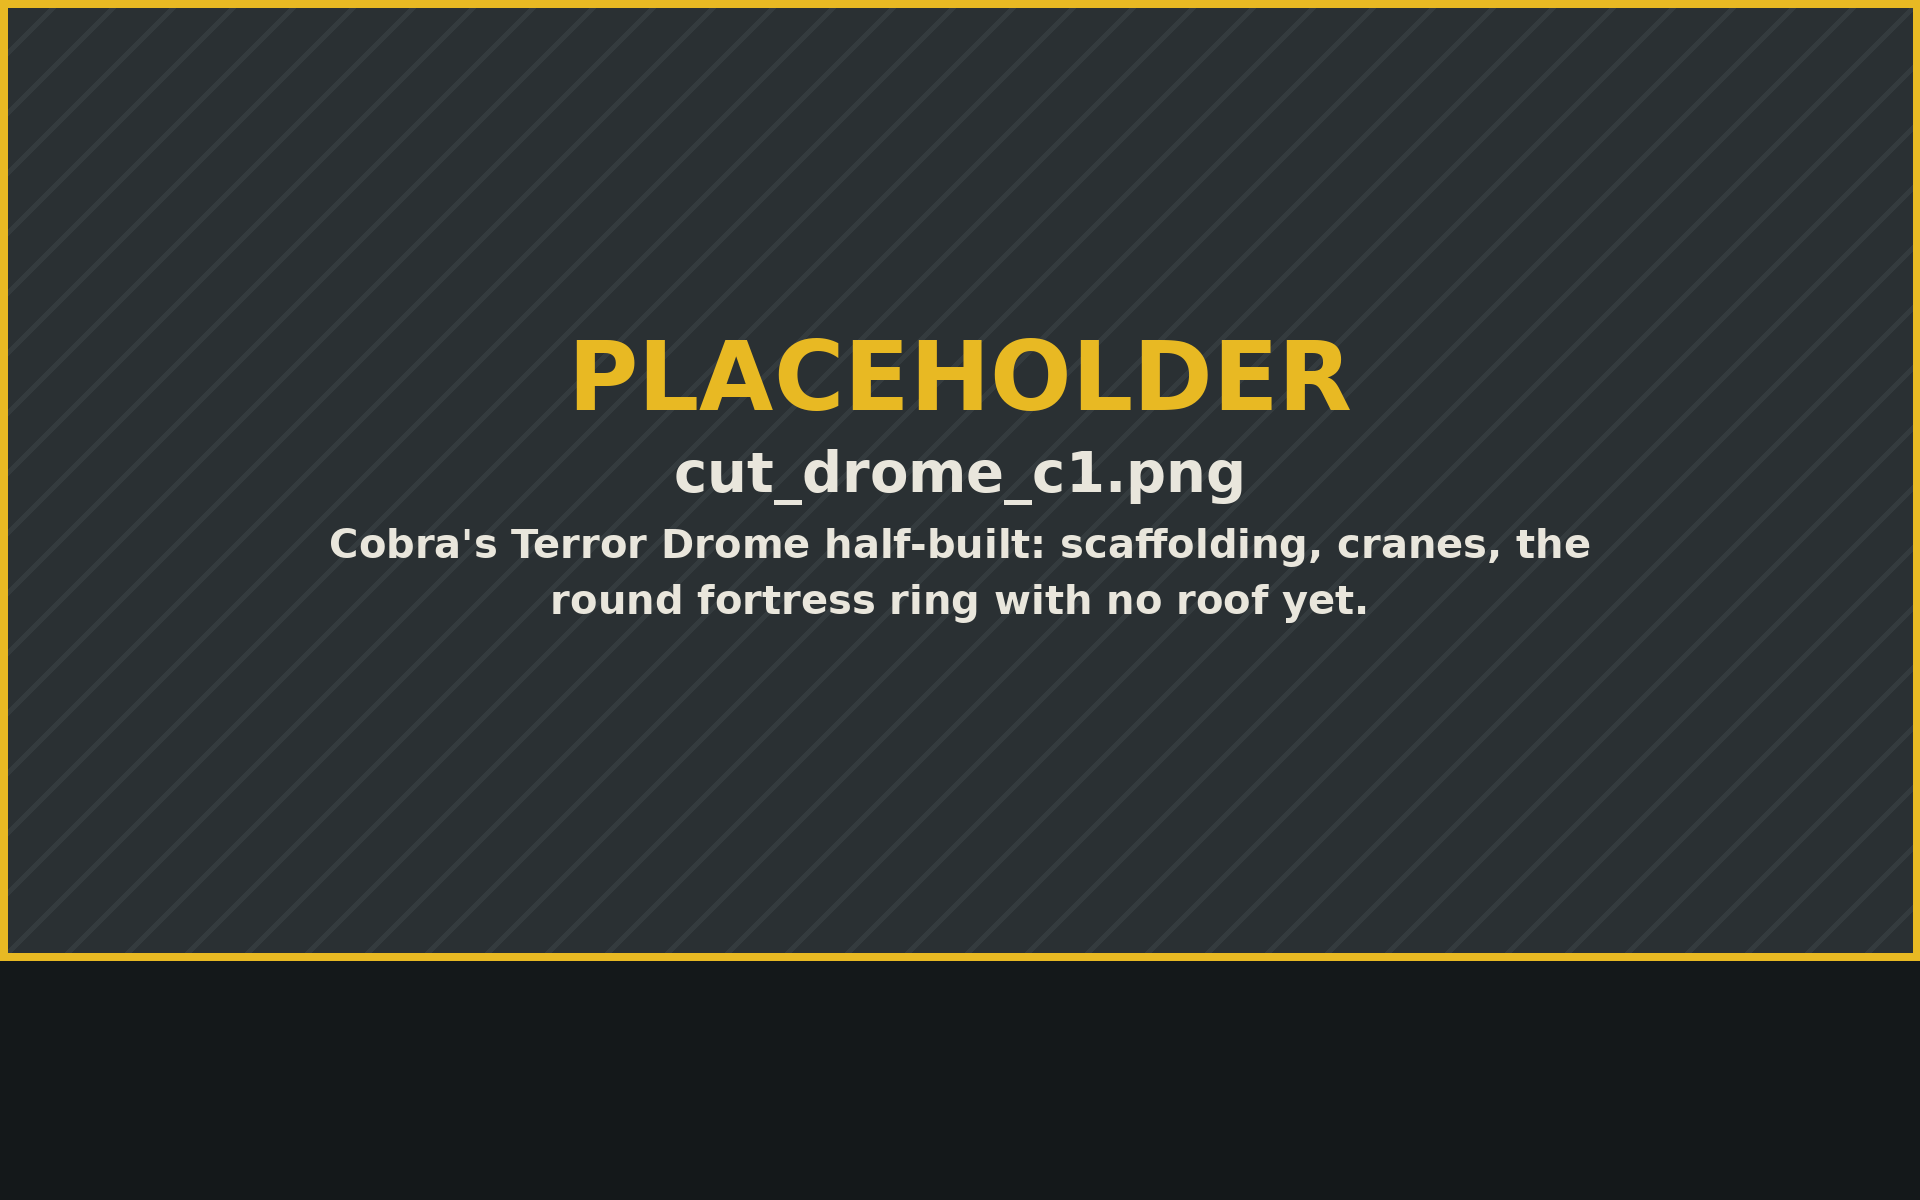 PLACEHOLDER
cut_drome_c1.png
Cobra's Terror Drome half-built: scaffolding, cranes, the
round fortress ring with no roof yet.